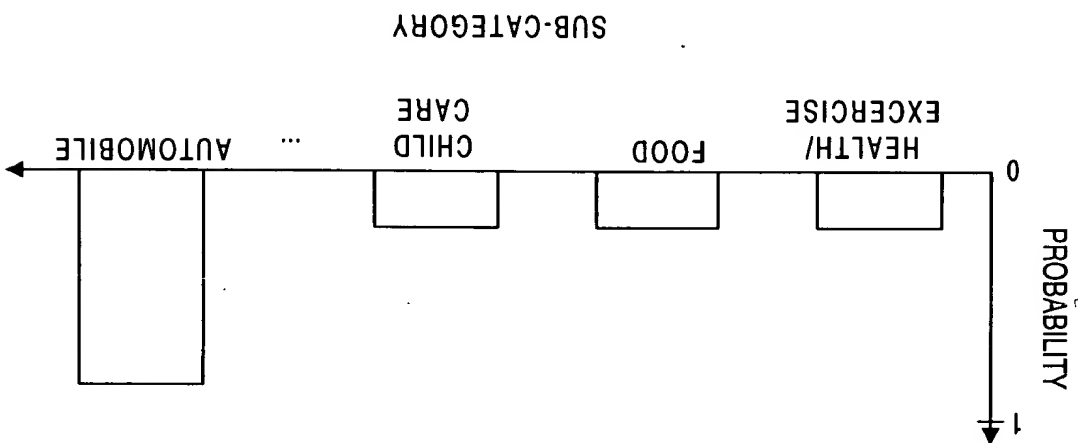 PROBABILITY
1
0
HEALTH/
EXCERCISE
FOOD
CHILD
CARE
...
AUTOMOBILE
SUB-CATEGORY